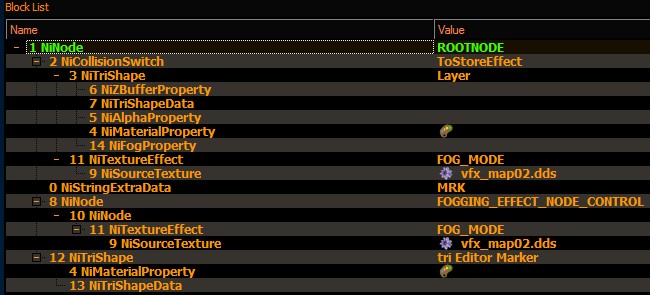 Block List
Name Value
1 NiNode ROOTNODE
2 NiCollisionSwitch ToStoreEffect
3 NiTriShape Layer
6 NiZBufferProperty
7 NiTriShapeData
5 NiAlphaProperty
4 NiMaterialProperty
14 NiFogProperty
11 NiTextureEffect FOG_MODE
9 NiSourceTexture vfx_map02.dds
0 NiStringExtraData MRK
8 NiNode FOGGING_EFFECT_NODE_CONTROL
10 NiNode
11 NiTextureEffect FOG_MODE
9 NiSourceTexture vfx_map02.dds
12 NiTriShape tri Editor Marker
4 NiMaterialProperty
13 NiTriShapeData